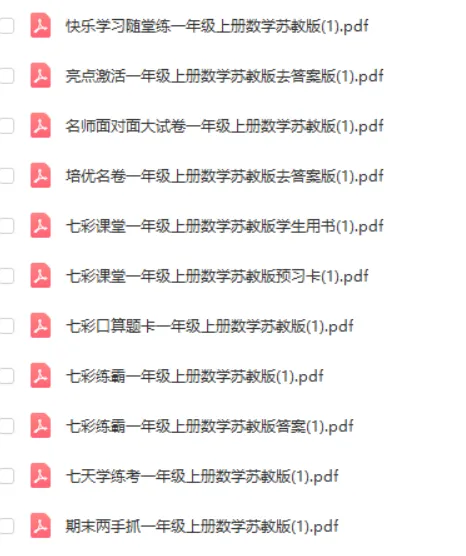 快乐学习随堂练一年级上册数学苏教版(1).pdf
亮点激活一年级上册数学苏教版去答案版(1).pdf
名师面对面大试卷一年级上册数学苏教版(1).pdf
培优名卷一年级上册数学苏教版去答案版(1).pdf
七彩课堂一年级上册数学苏教版学生用书(1).pdf
七彩课堂一年级上册数学苏教版预习卡(1).pdf
七彩口算题卡一年级上册数学苏教版(1).pdf
七彩练霸一年级上册数学苏教版(1).pdf
七彩练霸一年级上册数学苏教版答案(1).pdf
七天学练考一年级上册数学苏教版(1).pdf
期末两手抓一年级上册数学苏教版(1).pdf